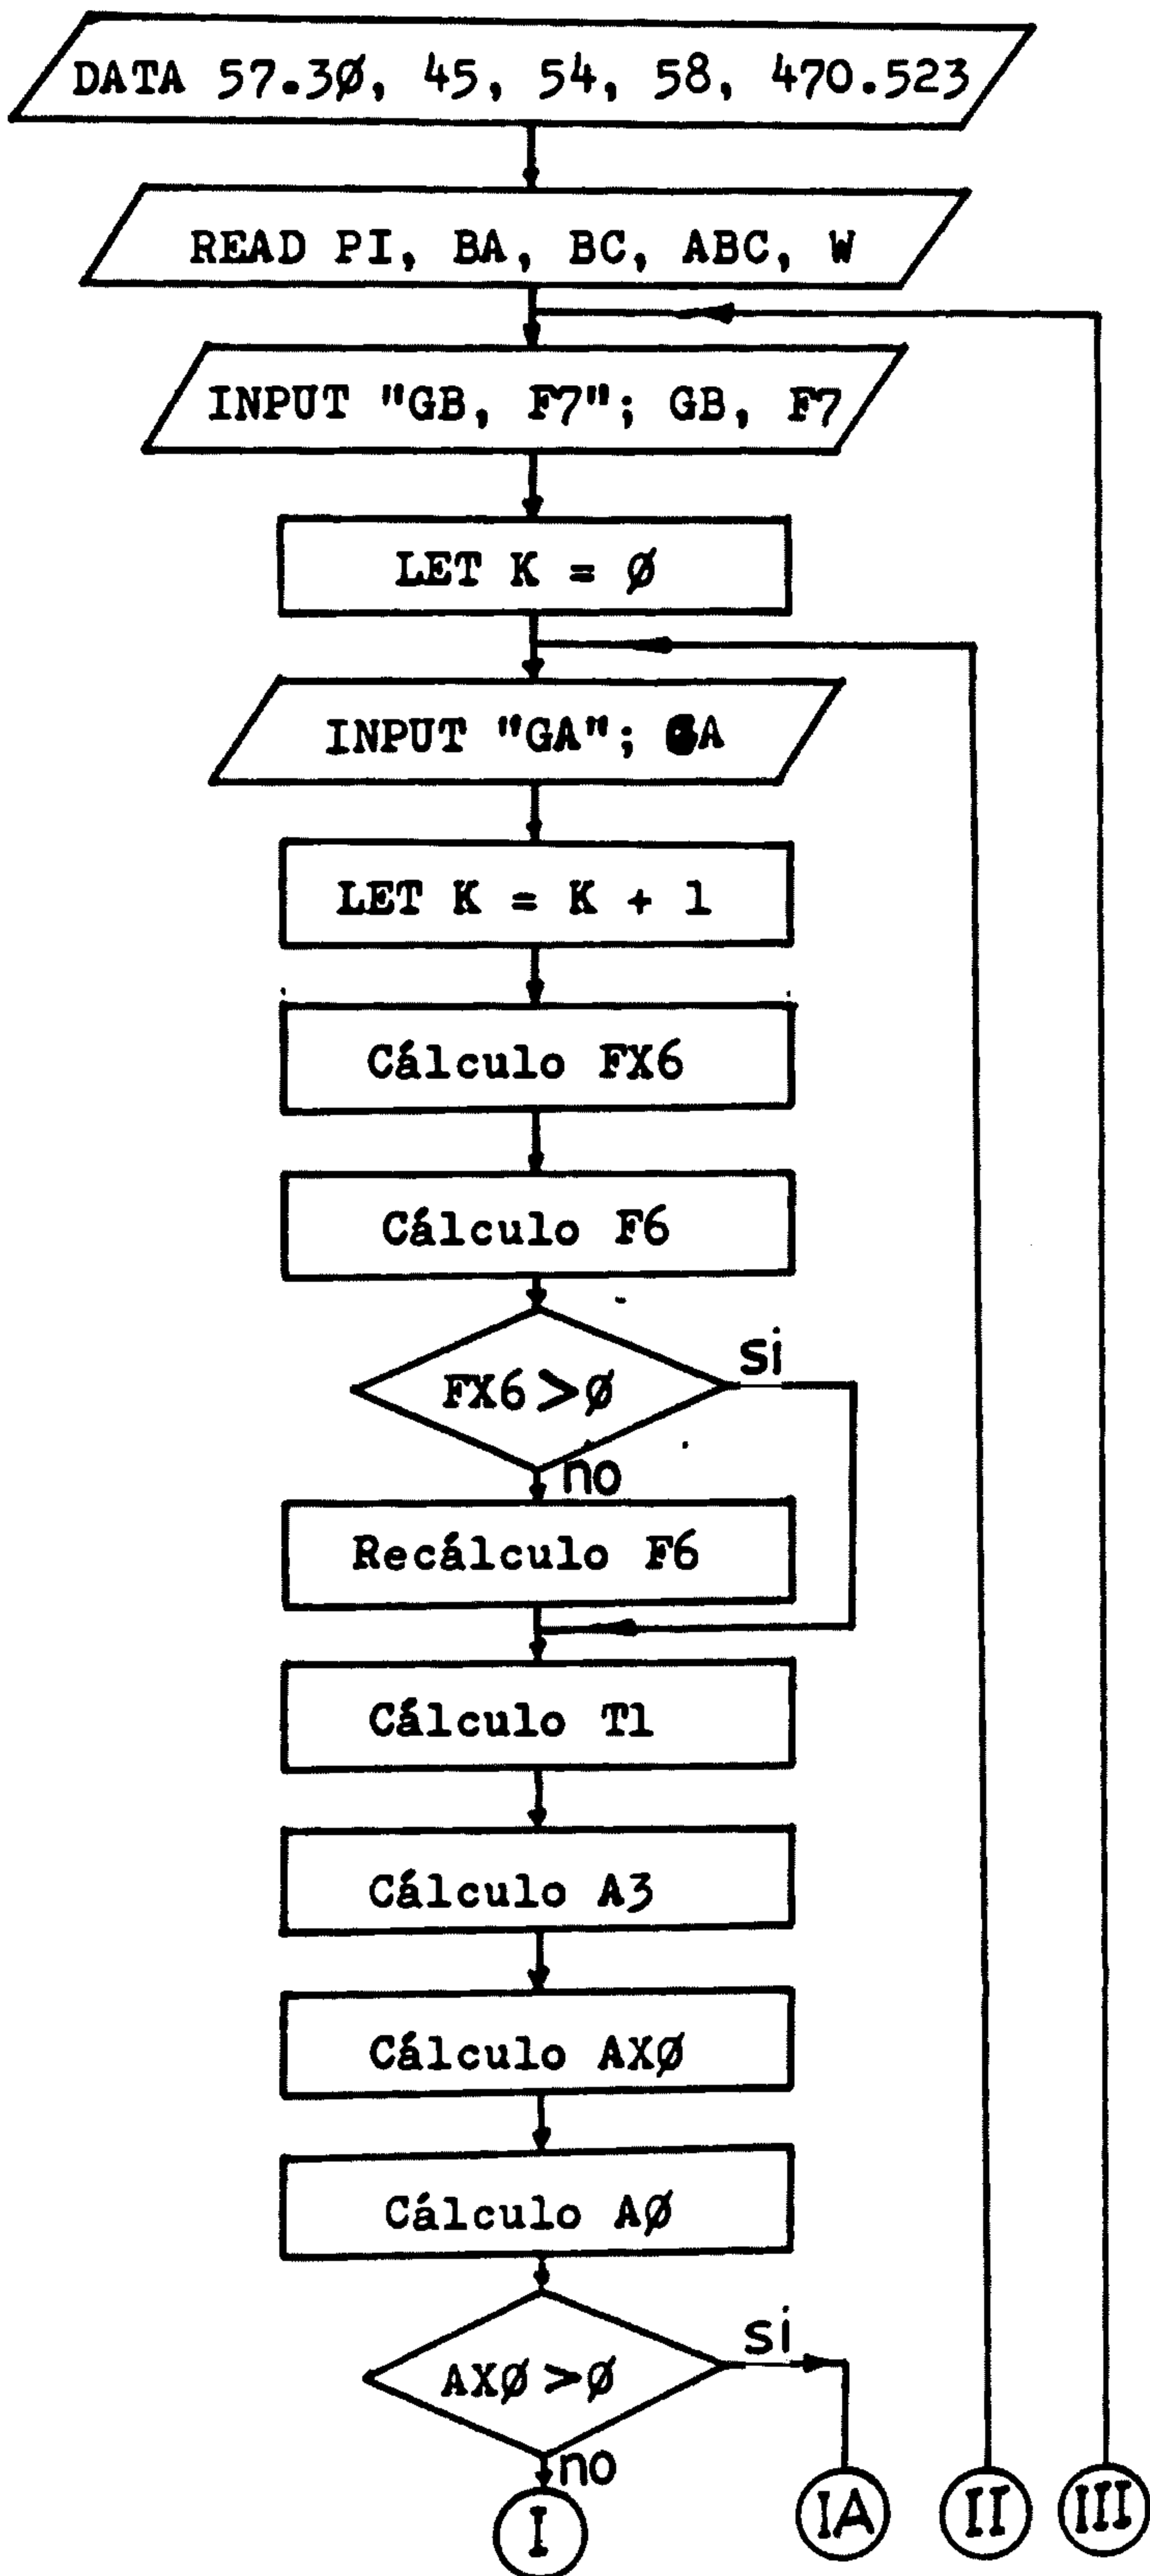 DATA 57.3Ø, 45, 54, 58, 470.523
READ PI, BA, BC, ABC, W
INPUT "GB, F7"; GB, F7
LET K = Ø
INPUT "GA"; GA
LET K = K + 1
Cálculo FX6
Cálculo F6
FX6 > Ø
si
no
Recálculo F6
Cálculo T1
Cálculo A3
Cálculo AXØ
Cálculo AØ
AXØ > Ø
si
no
I
IA
II
III